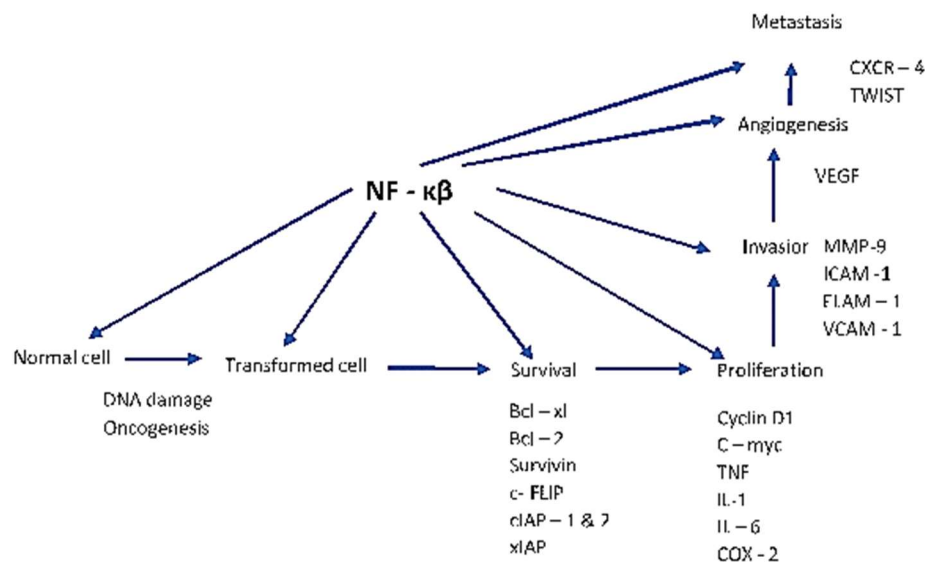 Metastasis
CXCR – 4
TWIST
Angiogenesis
VEGF
NF - κβ
Invasior
MMP-9
ICAM -1
ELAM – 1
VCAM - 1
Normal cell
Transformed cell
Survival
Proliferation
DNA damage
Oncogenesis
Bcl – xl
Bcl – 2
Survivin
c- FLIP
cIAP – 1 & 2
xIAP
Cyclin D1
C – myc
TNF
IL-1
IL – 6
COX - 2